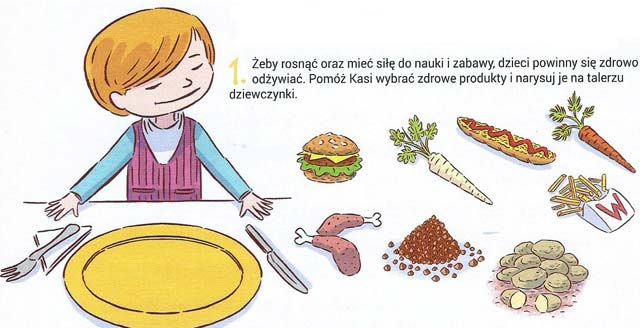 1. Żeby rosnąć oraz mieć siłę do nauki i zabawy, dzieci powinny się zdrowo
odżywiać. Pomóż Kasi wybrać zdrowe produkty i narysuj je na talerzu
dziewczynki.
W